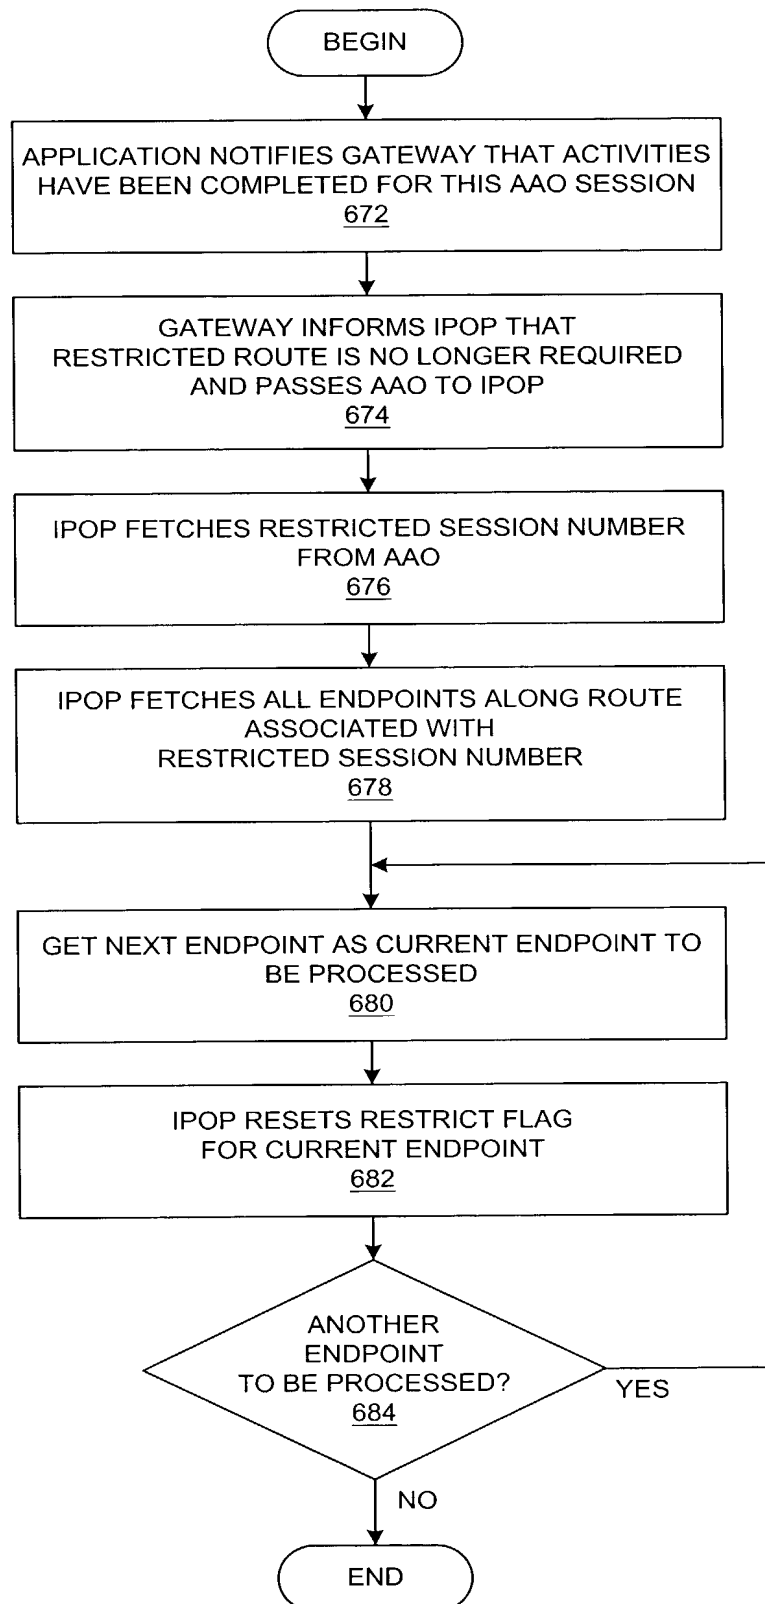 BEGIN
APPLICATION NOTIFIES GATEWAY THAT ACTIVITIES
HAVE BEEN COMPLETED FOR THIS AAO SESSION
672
GATEWAY INFORMS IPOP THAT
RESTRICTED ROUTE IS NO LONGER REQUIRED
AND PASSES AAO TO IPOP
674
IPOP FETCHES RESTRICTED SESSION NUMBER
FROM AAO
676
IPOP FETCHES ALL ENDPOINTS ALONG ROUTE
ASSOCIATED WITH
RESTRICTED SESSION NUMBER
678
GET NEXT ENDPOINT AS CURRENT ENDPOINT TO
BE PROCESSED
680
IPOP RESETS RESTRICT FLAG
FOR CURRENT ENDPOINT
682
ANOTHER
ENDPOINT
TO BE PROCESSED?
684
YES
NO
END